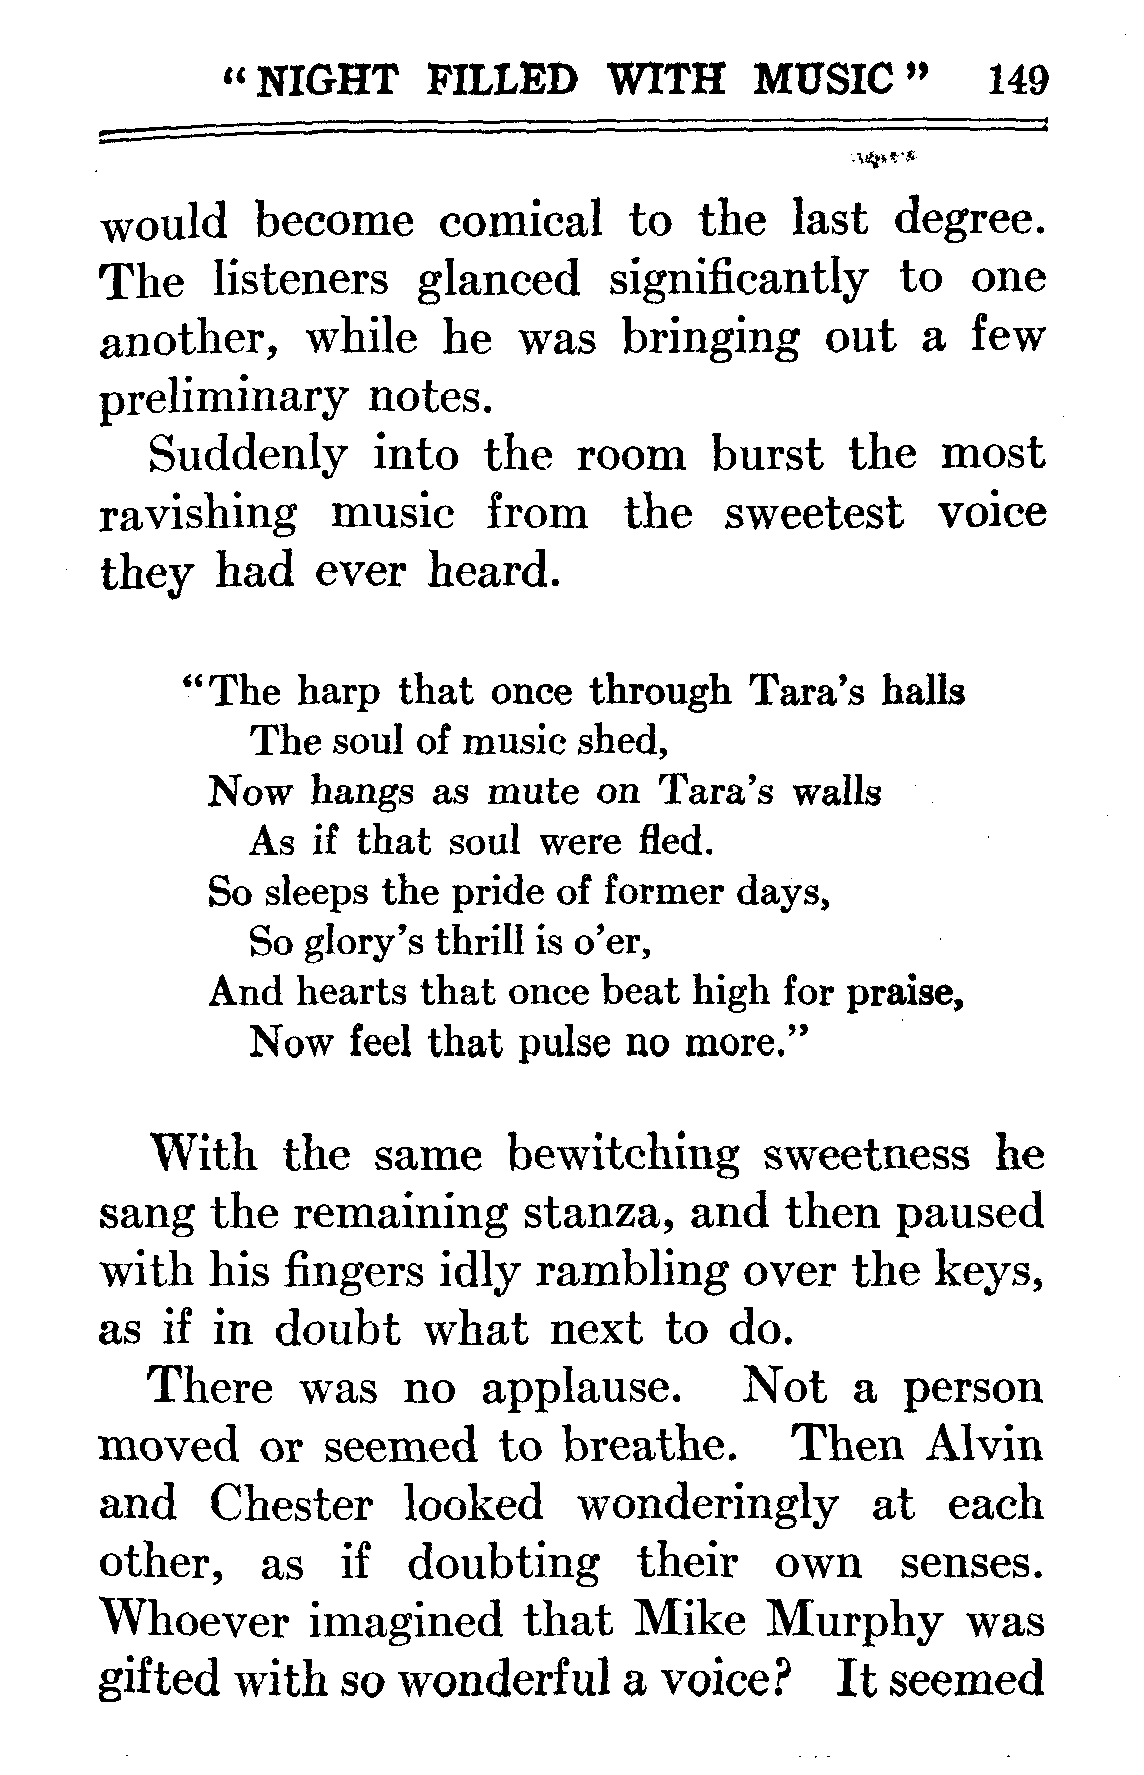 "NIGHT FILLED WITH MUSIC" 149
would become comical to the last degree.
The listeners glanced significantly to one
another, while he was bringing out a few
preliminary notes.
Suddenly into the room burst the most
ravishing music from the sweetest voice
they had ever heard.
"The harp that once through Tara's halls
The soul of music shed,
Now hangs as mute on Tara's walls
As if that soul were fled.
So sleeps the pride of former days,
So glory's thrill is o'er,
And hearts that once beat high for praise,
Now feel that pulse no more."
With the same bewitching sweetness he
sang the remaining stanza, and then paused
with his fingers idly rambling over the keys,
as if in doubt what next to do.
There was no applause. Not a person
moved or seemed to breathe. Then Alvin
and Chester looked wonderingly at each
other, as if doubting their own senses.
Whoever imagined that Mike Murphy was
gifted with so wonderful a voice? It seemed